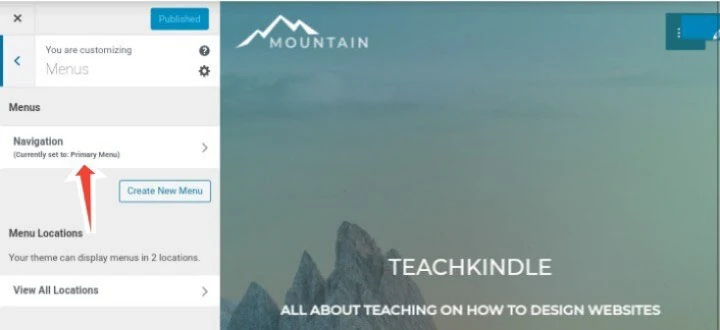 Published
You are customizing
Menus
Menus
Navigation
(Currently set to: Primary Menu)
Create New Menu
Menu Locations
Your theme can display menus in 2 locations.
View All Locations
MOUNTAIN
TEACHKINDLE
ALL ABOUT TEACHING ON HOW TO DESIGN WEBSITES